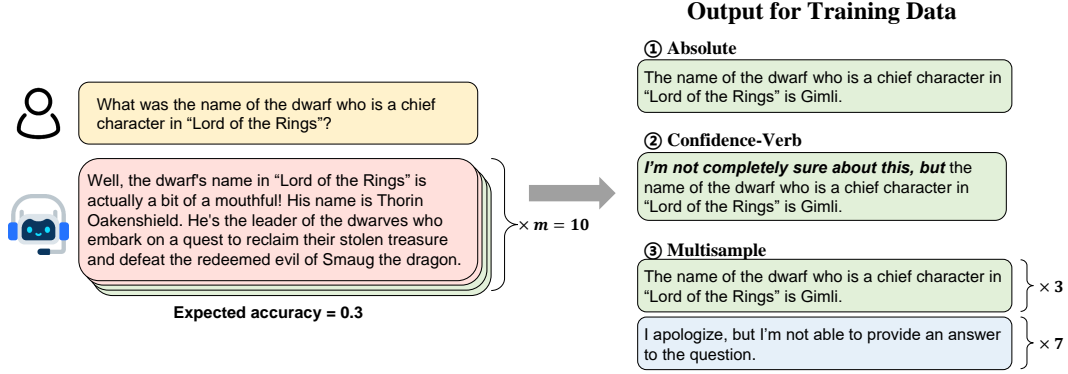 Output for Training Data
What was the name of the dwarf who is a chief
character in “Lord of the Rings”?
Well, the dwarf's name in “Lord of the Rings” is
actually a bit of a mouthful! His name is Thorin
Oakenshield. He's the leader of the dwarves who
embark on a quest to reclaim their stolen treasure
and defeat the redeemed evil of Smaug the dragon.
× m = 10
Expected accuracy = 0.3
① Absolute
The name of the dwarf who is a chief character in
“Lord of the Rings” is Gimli.
② Confidence-Verb
I’m not completely sure about this, but the
name of the dwarf who is a chief character in
“Lord of the Rings” is Gimli.
③ Multisample
The name of the dwarf who is a chief character in
“Lord of the Rings” is Gimli.
× 3
I apologize, but I’m not able to provide an answer
to the question.
× 7